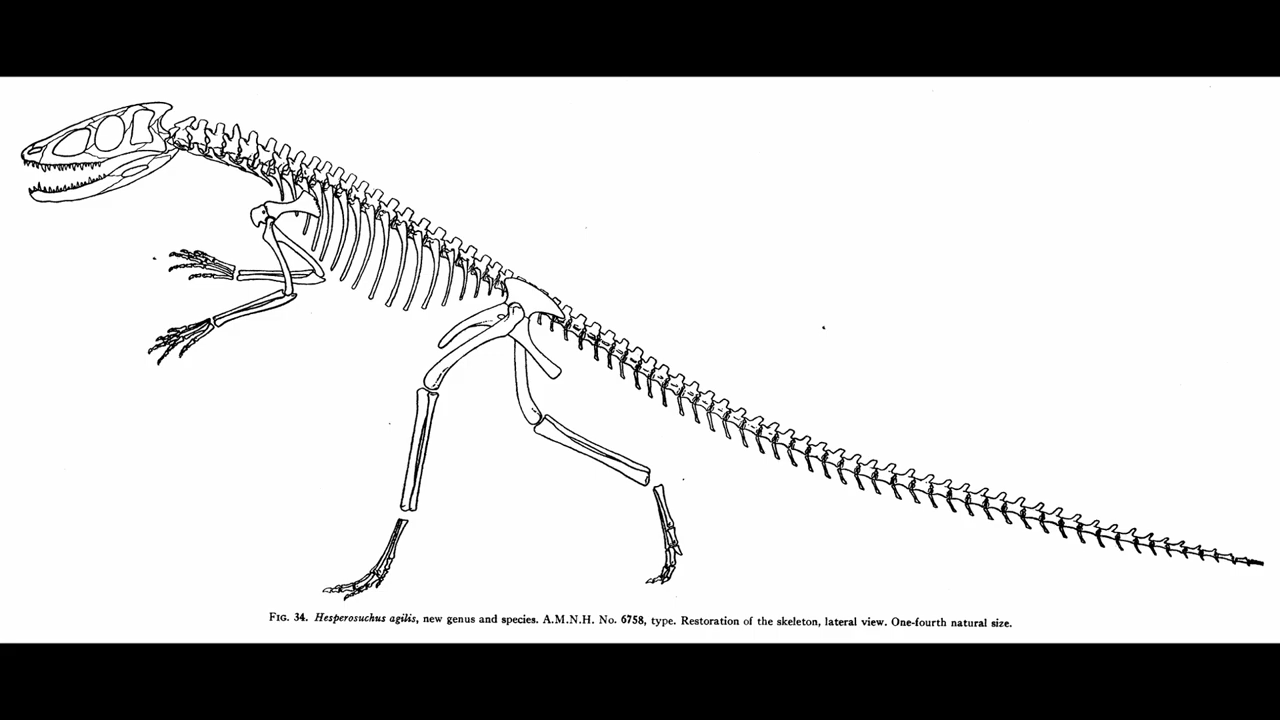 FIG. 34. Hesperosuchus agilis, new genus and species. A.M.N.H. No. 6758, type. Restoration of the skeleton, lateral view. One-fourth natural size.